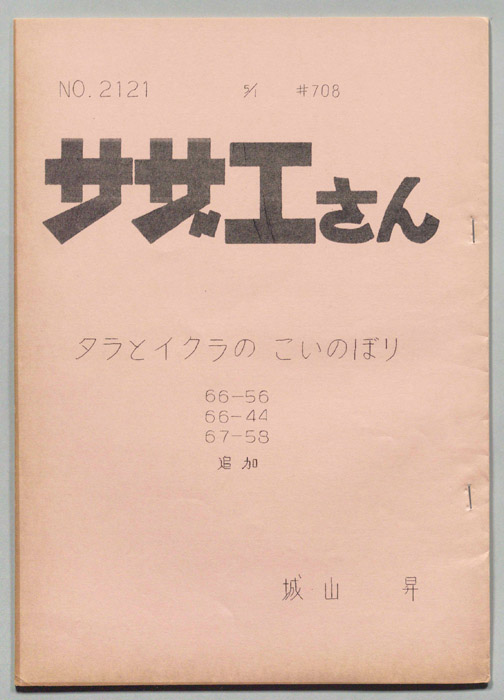 NO.2121 5/1 #708
サザエさん
タラとイクラの こいのぼり
66-56
66-44
67-58
追加
城山 昇